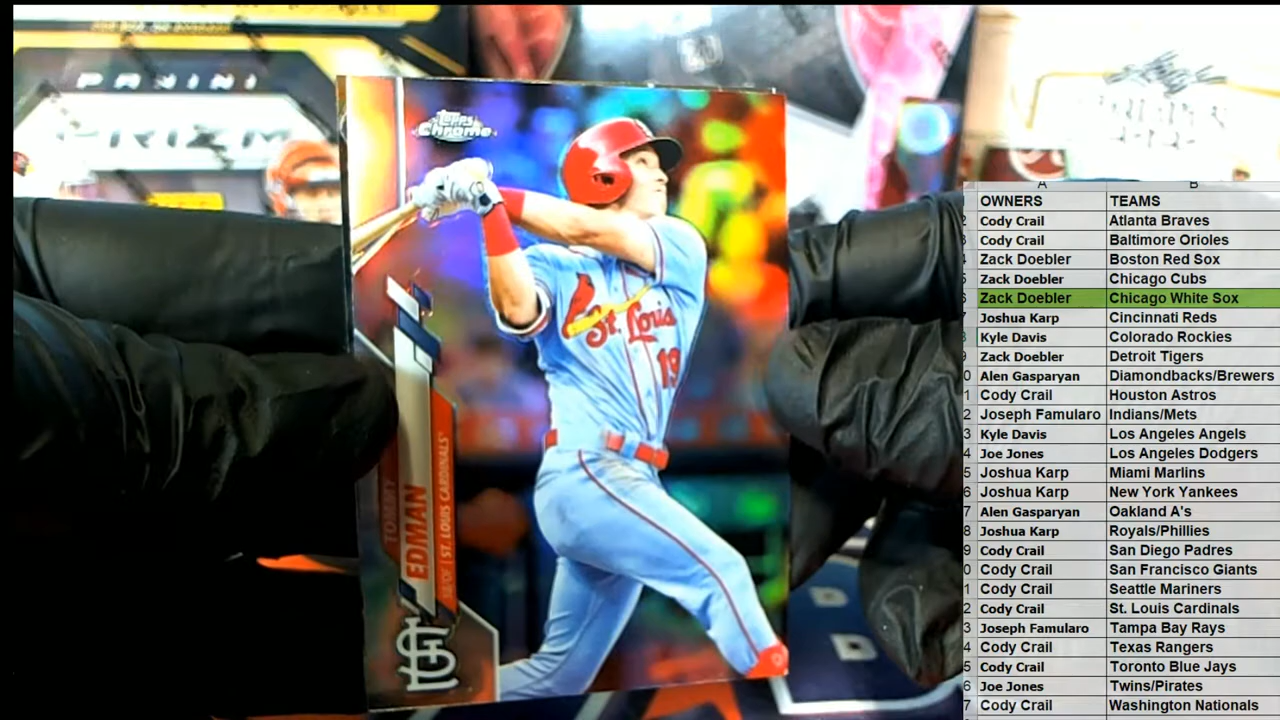 PANINI
PRIZM
Topps
Chrome
St. Louis
19
TOMMY
EDMAN
ST. LOUIS CARDINALS
A B
OWNERS TEAMS
Cody Crail Atlanta Braves
Cody Crail Baltimore Orioles
Zack Doebler Boston Red Sox
Zack Doebler Chicago Cubs
Zack Doebler Chicago White Sox
Joshua Karp Cincinnati Reds
Kyle Davis Colorado Rockies
Zack Doebler Detroit Tigers
Alen Gasparyan Diamondbacks/Brewers
Cody Crail Houston Astros
Joseph Famularo Indians/Mets
Kyle Davis Los Angeles Angels
Joe Jones Los Angeles Dodgers
Joshua Karp Miami Marlins
Joshua Karp New York Yankees
Alen Gasparyan Oakland A's
Joshua Karp Royals/Phillies
Cody Crail San Diego Padres
Cody Crail San Francisco Giants
Cody Crail Seattle Mariners
Cody Crail St. Louis Cardinals
Joseph Famularo Tampa Bay Rays
Cody Crail Texas Rangers
Cody Crail Toronto Blue Jays
Joe Jones Twins/Pirates
Cody Crail Washington Nationals